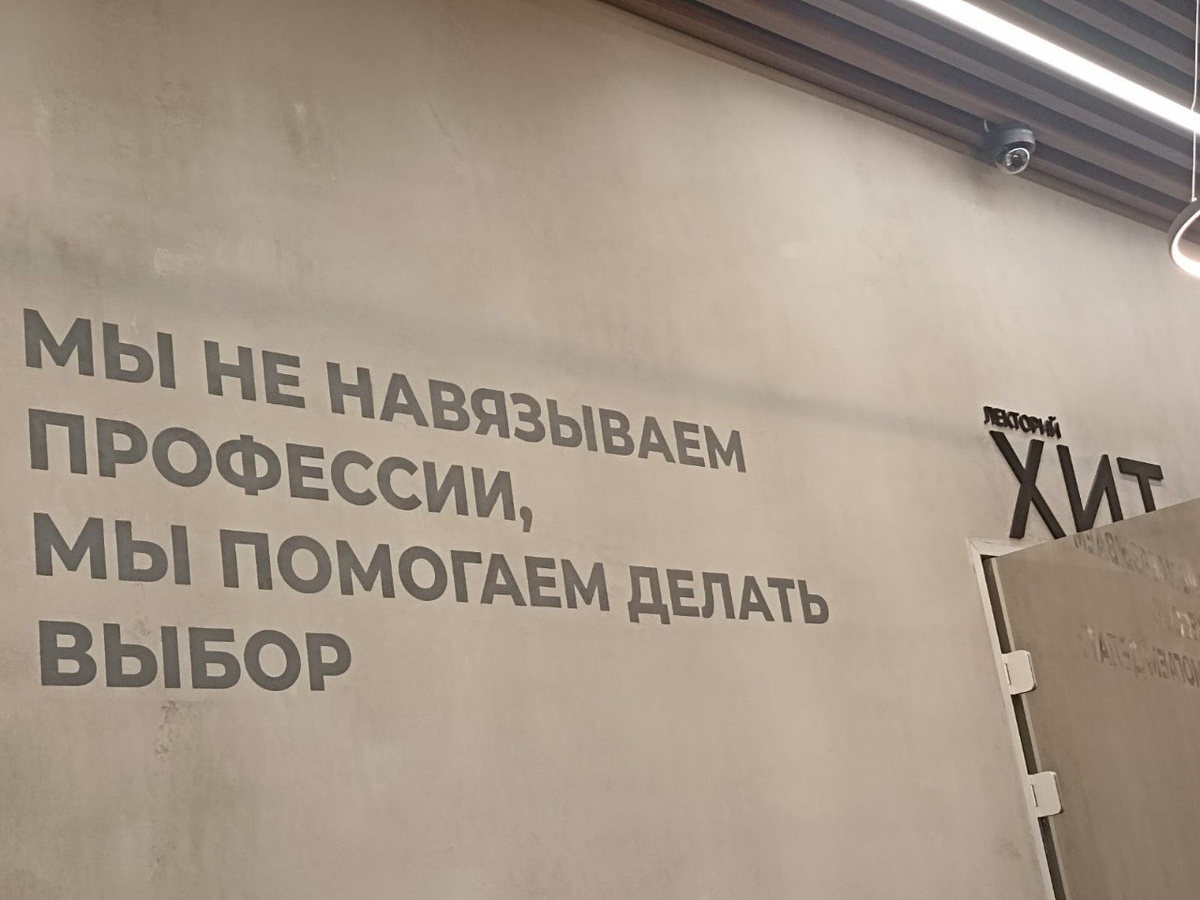 МЫ НЕ НАВЯЗЫВАЕМ
ПРОФЕССИИ,
МЫ ПОМОГАЕМ ДЕЛАТЬ
ВЫБОР
ЛЕКТОРИЙ
ХИТ